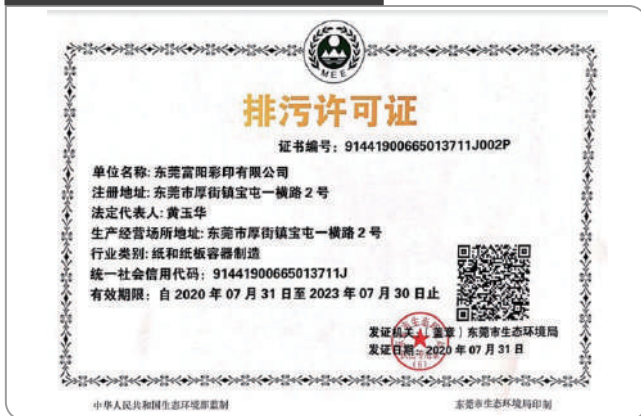 MEE
排污许可证
证书编号：91441900665013711J002P
单位名称：东莞富阳彩印有限公司
注册地址：东莞市厚街镇宝屯一横路2号
法定代表人：黄玉华
生产经营场所地址：东莞市厚街镇宝屯一横路2号
行业类别：纸和纸板容器制造
统一社会信用代码：91441900665013711J
有效期限：自2020年07月31日至2023年07月30日止
发证机关：（盖章）东莞市生态环境局
发证日期：2020年07月31日
中华人民共和国生态环境部监制
东莞市生态环境局印制